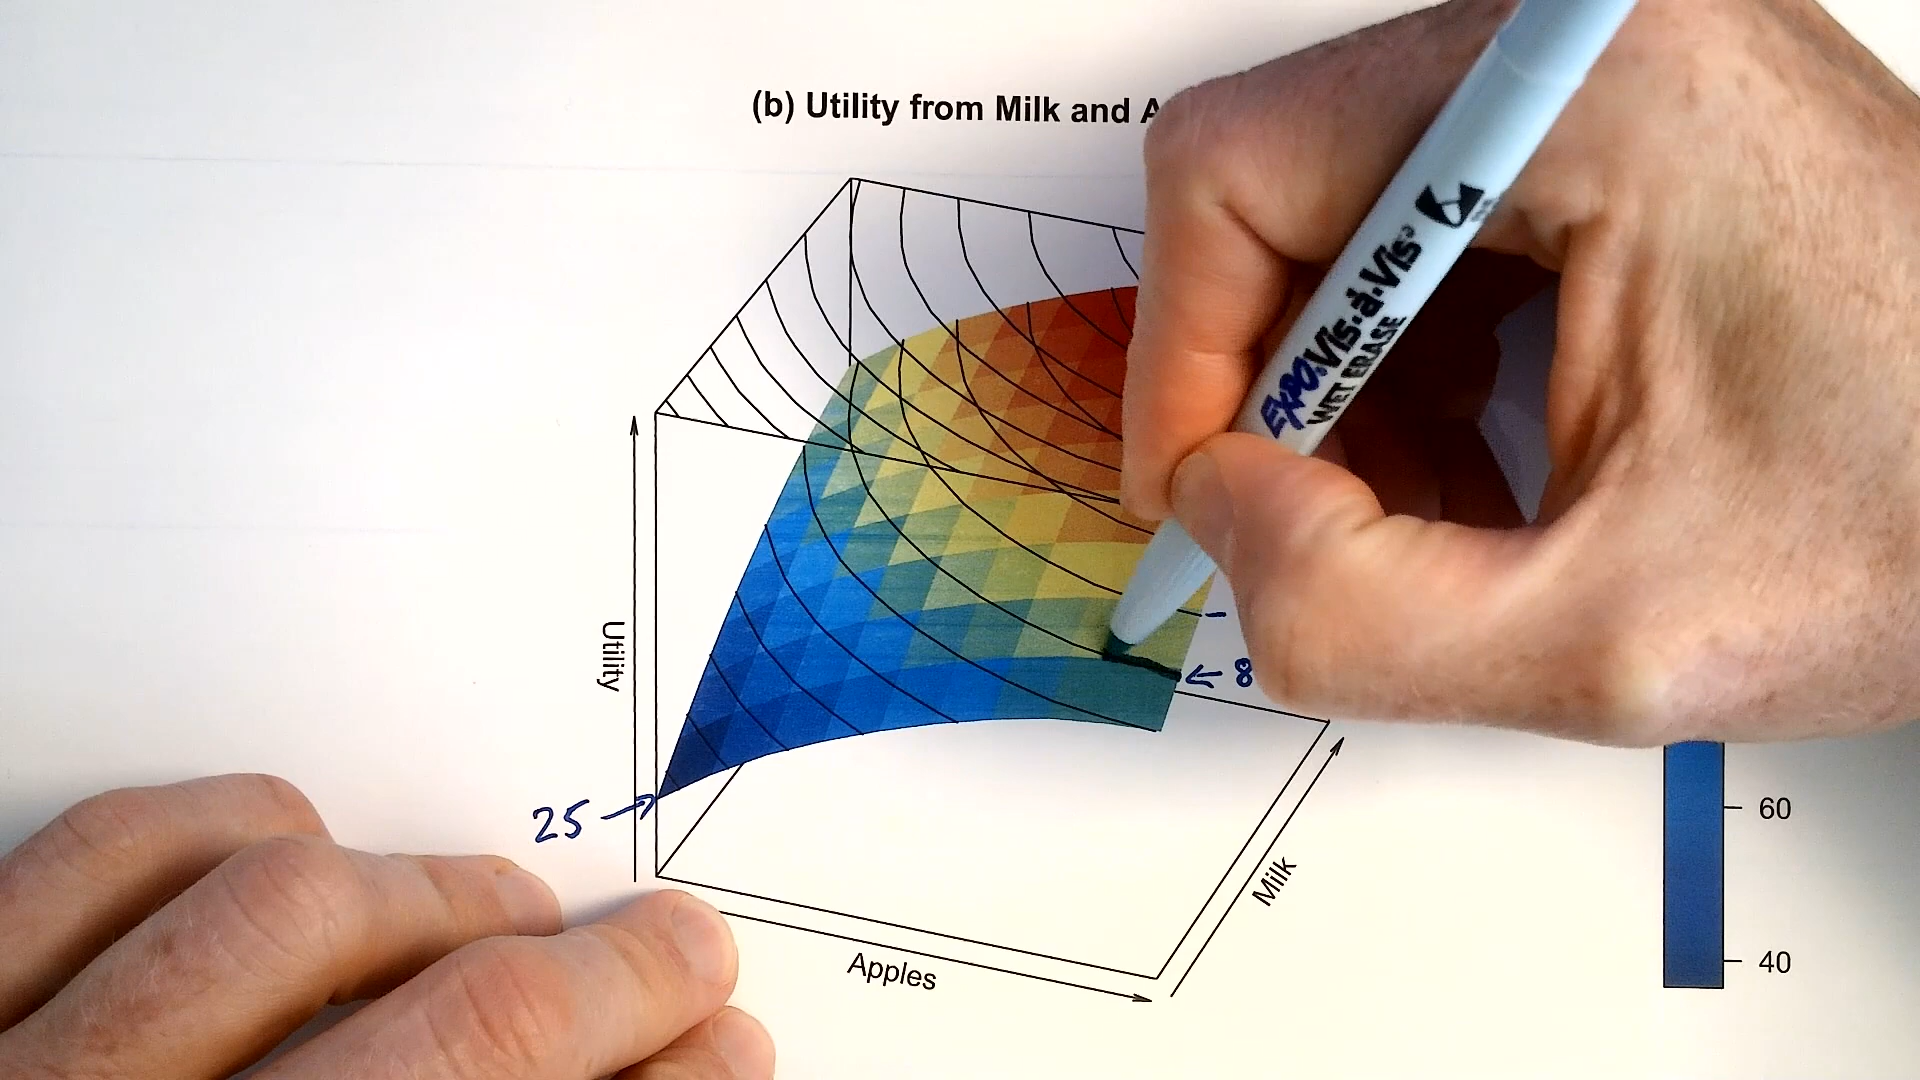 (b) Utility from Milk and A
EXPO® Vis·à·Vis®
WET ERASE
Utility
← 8
25 →
60
Milk
40
Apples